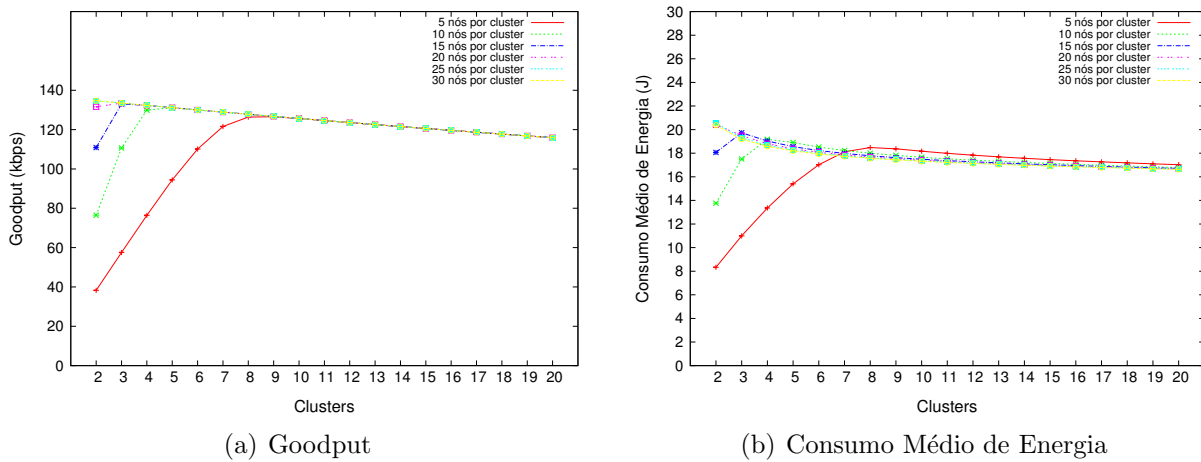 5 nós por cluster
10 nós por cluster
15 nós por cluster
20 nós por cluster
25 nós por cluster
30 nós por cluster
140
120
100
80
60
40
20
0
Goodput (kbps)
2 3 4 5 6 7 8 9 10 11 12 13 14 15 16 17 18 19 20
Clusters
(a) Goodput
5 nós por cluster
10 nós por cluster
15 nós por cluster
20 nós por cluster
25 nós por cluster
30 nós por cluster
30
28
26
24
22
20
18
16
14
12
10
8
6
4
2
0
Consumo Médio de Energia (J)
2 3 4 5 6 7 8 9 10 11 12 13 14 15 16 17 18 19 20
Clusters
(b) Consumo Médio de Energia